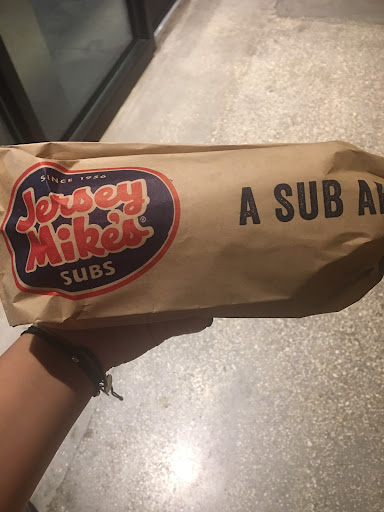 SINCE 1956
Jersey
Mike's®
SUBS
A SUB A